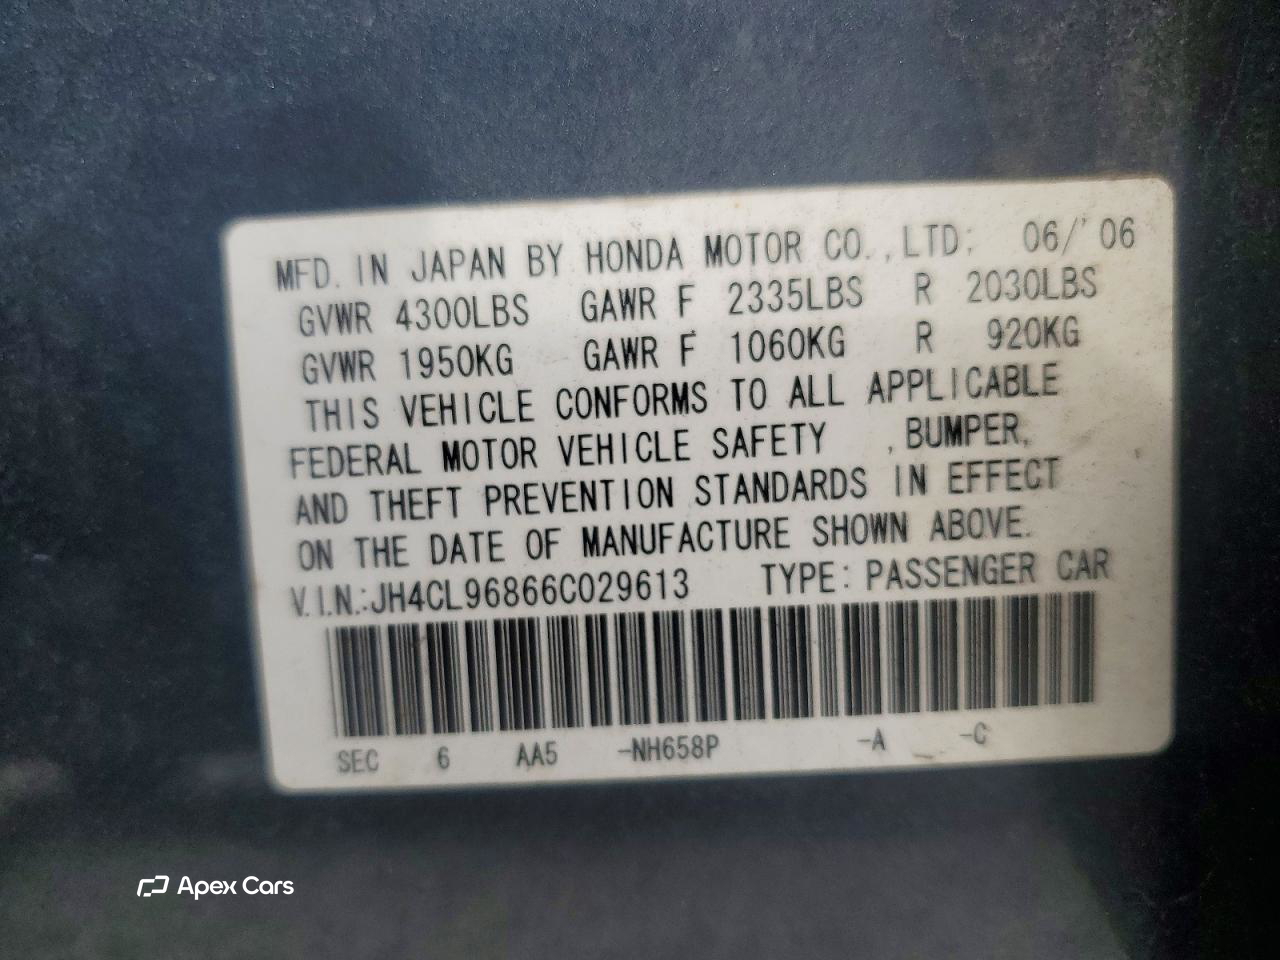 MFD. IN JAPAN BY HONDA MOTOR CO.,LTD; 06/'06
GVWR 4300LBS GAWR F 2335LBS R 2030LBS
GVWR 1950KG GAWR F 1060KG R 920KG
THIS VEHICLE CONFORMS TO ALL APPLICABLE
FEDERAL MOTOR VEHICLE SAFETY , BUMPER,
AND THEFT PREVENTION STANDARDS IN EFFECT
ON THE DATE OF MANUFACTURE SHOWN ABOVE.
V.I.N.:JH4CL96866C029613 TYPE: PASSENGER CAR
SEC 6 AA5 -NH658P -A _ -C
Apex Cars